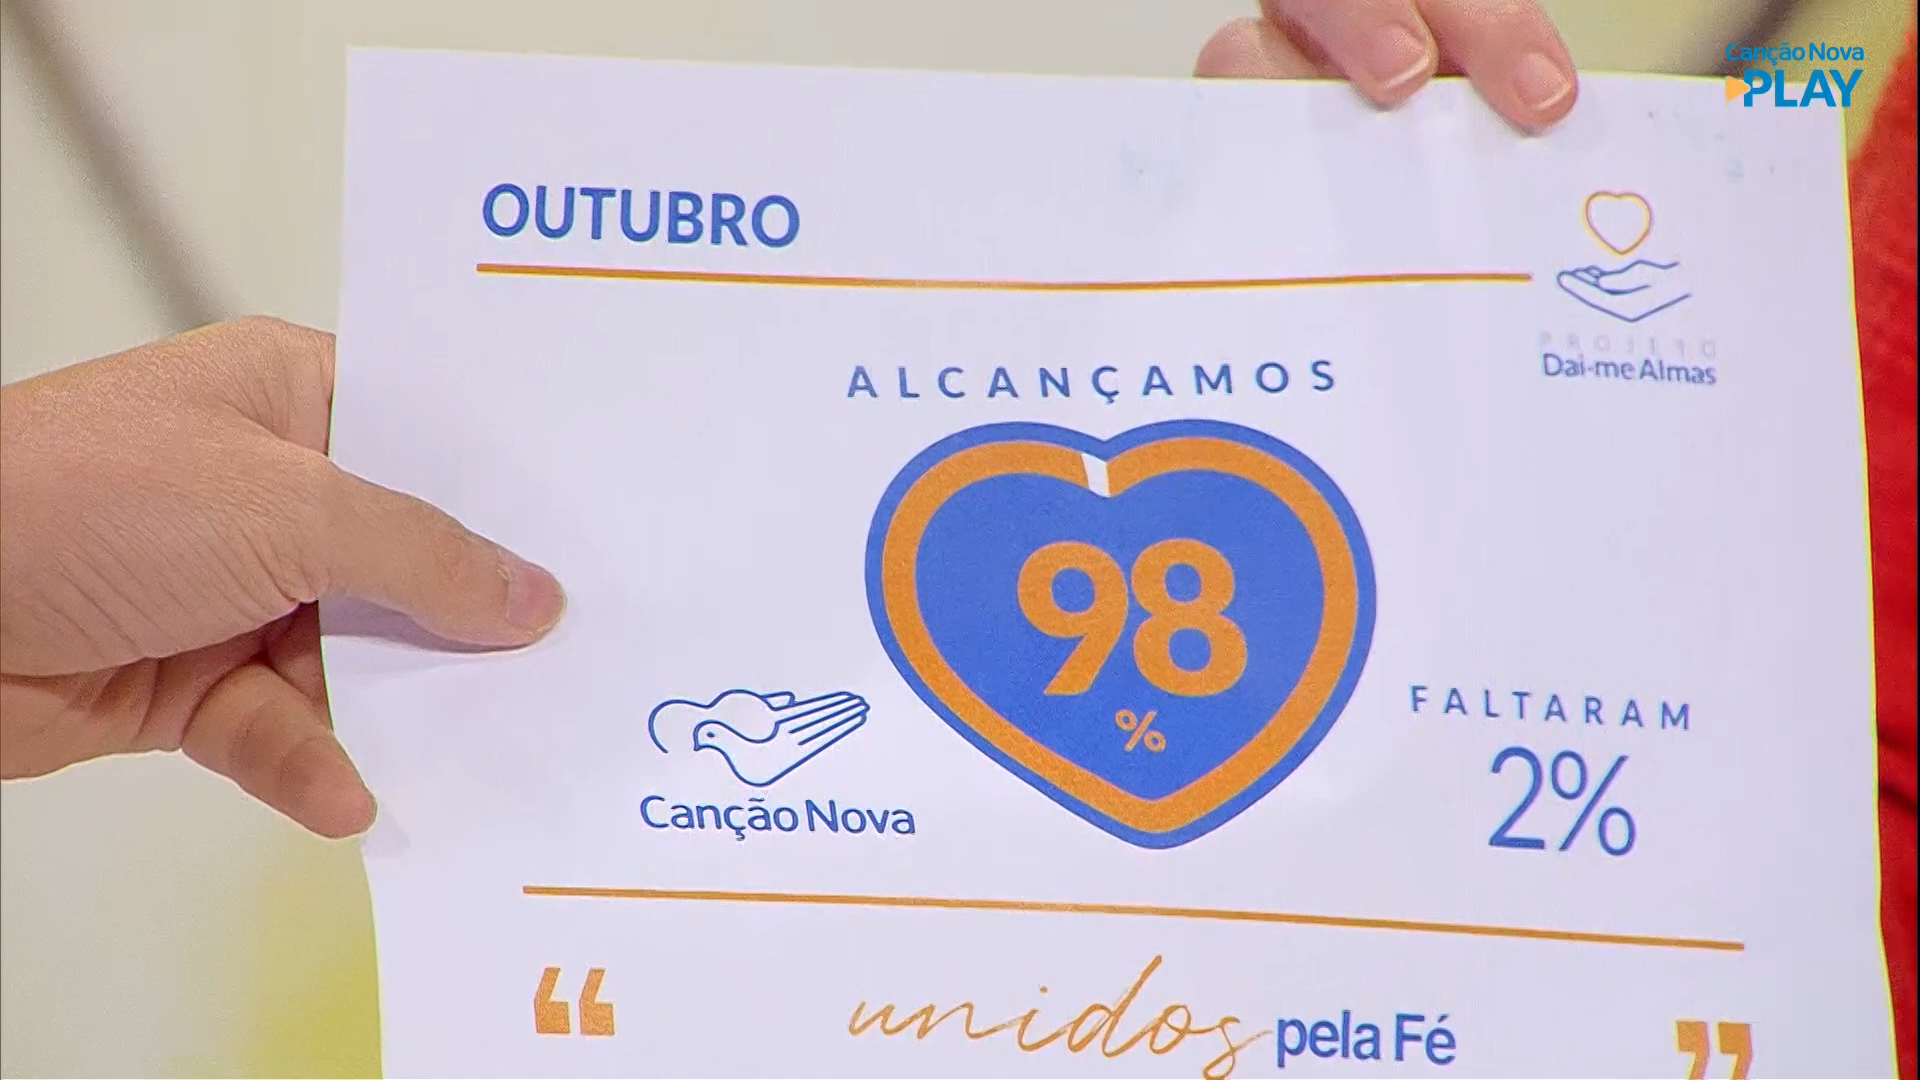 Canção Nova
PLAY
OUTUBRO
PROJETO
Dai-me Almas
ALCANÇAMOS
98
%
Canção Nova
FALTARAM
2%
“ unidos pela Fé ”